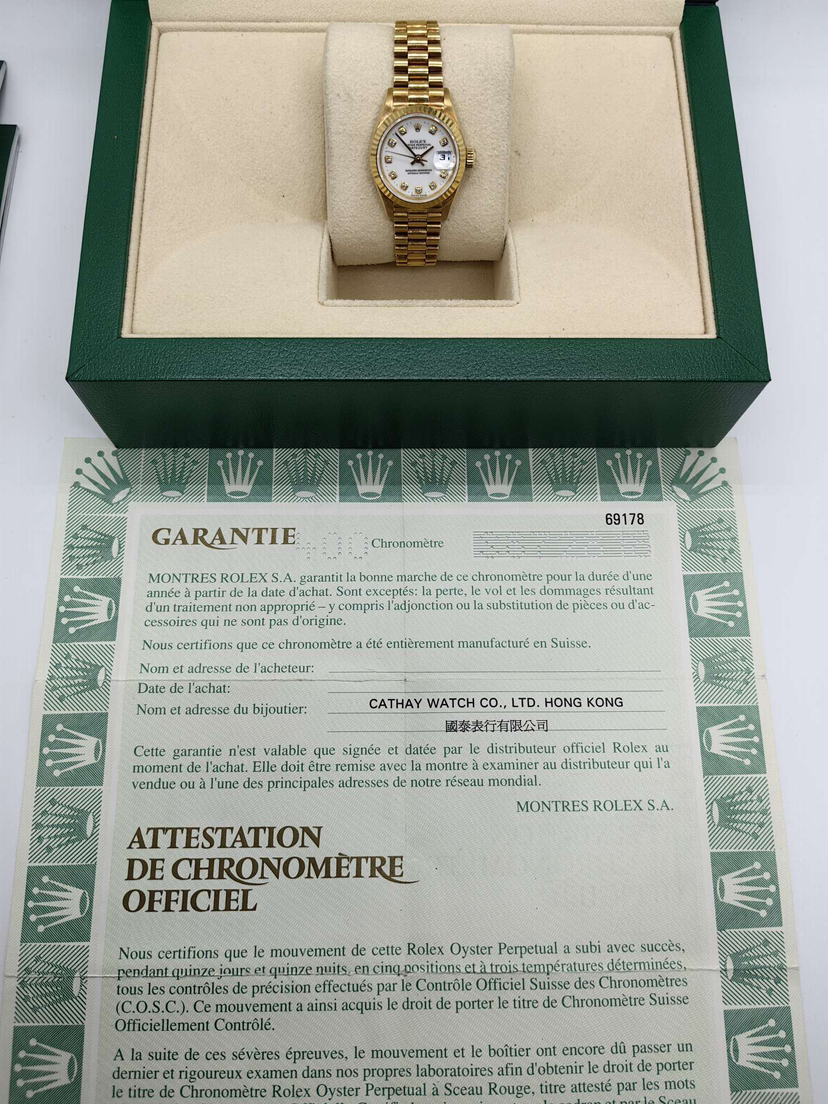 ROLEX
31
69178
GARANTIE
400
Chronomètre
MONTRES ROLEX S.A. garantit la bonne marche de ce chronomètre pour la durée d'une
année à partir de la date d'achat. Sont exceptés: la perte, le vol et les dommages résultant
d'un traitement non approprié – y compris l'adjonction ou la substitution de pièces ou d'ac-
cessoires qui ne sont pas d'origine.
Nous certifions que ce chronomètre a été entièrement manufacturé en Suisse.
Nom et adresse de l'acheteur:
Date de l'achat:
Nom et adresse du bijoutier: CATHAY WATCH CO., LTD. HONG KONG
國泰表行有限公司
Cette garantie n'est valable que signée et datée par le distributeur officiel Rolex au
moment de l'achat. Elle doit être remise avec la montre à examiner au distributeur qui l'a
vendue ou à l'une des principales adresses de notre réseau mondial.
MONTRES ROLEX S.A.
ATTESTATION
DE CHRONOMÈTRE
OFFICIEL
Nous certifions que le mouvement de cette Rolex Oyster Perpetual a subi avec succès,
pendant quinze jours et quinze nuits, en cinq positions et à trois températures déterminées,
tous les contrôles de précision effectués par le Contrôle Officiel Suisse des Chronomètres
(C.O.S.C.). Ce mouvement a ainsi acquis le droit de porter le titre de Chronomètre Suisse
Officiellement Contrôlé.
A la suite de ces sévères épreuves, le mouvement et le boîtier ont encore dû passer un
dernier et rigoureux examen dans nos propres laboratoires afin d'obtenir le droit de porter
le titre de Chronomètre Rolex Oyster Perpetual à Sceau Rouge, titre attesté par les mots